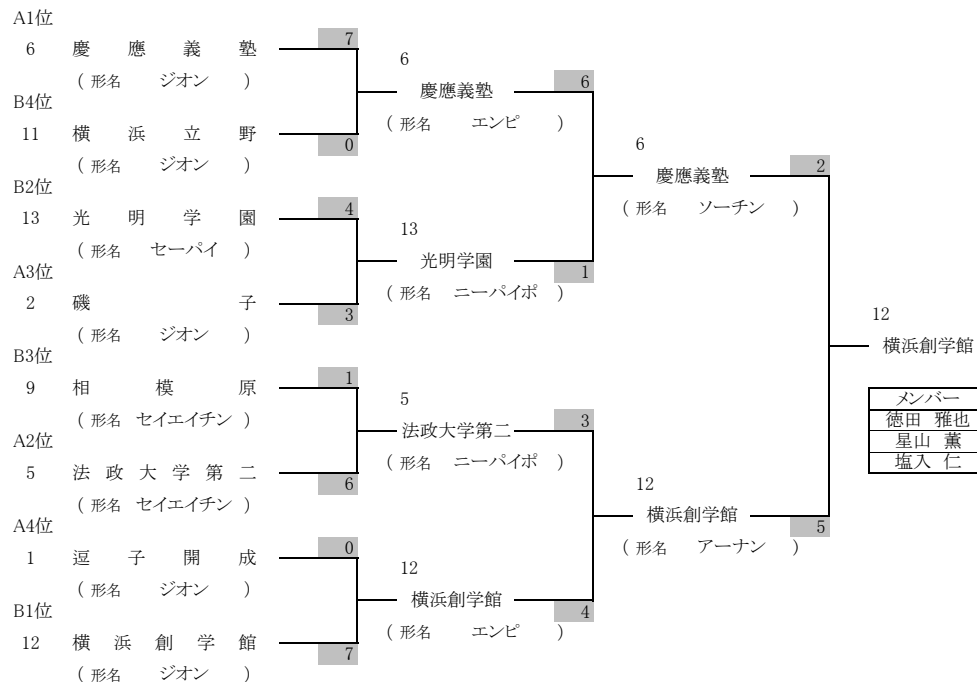 A1位
6 慶 應 義 塾 7
( 形名 ジオン )
B4位
11 横 浜 立 野 0
( 形名 ジオン )
B2位
13 光 明 学 園 4
( 形名 セーパイ )
A3位
2 磯 子 3
( 形名 ジオン )
B3位
9 相 模 原 1
( 形名 セイエイチン )
A2位
5 法 政 大 学 第 二 6
( 形名 セイエイチン )
A4位
1 逗 子 開 成 0
( 形名 ジオン )
B1位
12 横 浜 創 学 館 7
( 形名 ジオン )
6
慶應義塾 6
( 形名 エンピ )
13
光明学園 1
( 形名 ニーパイポ )
5
法政大学第二 3
( 形名 ニーパイポ )
12
横浜創学館 4
( 形名 エンピ )
6
慶應義塾 2
( 形名 ソーチン )
12
横浜創学館 5
( 形名 アーナン )
12
横浜創学館
メンバー
徳田 雅也
星山 薫
塩入 仁